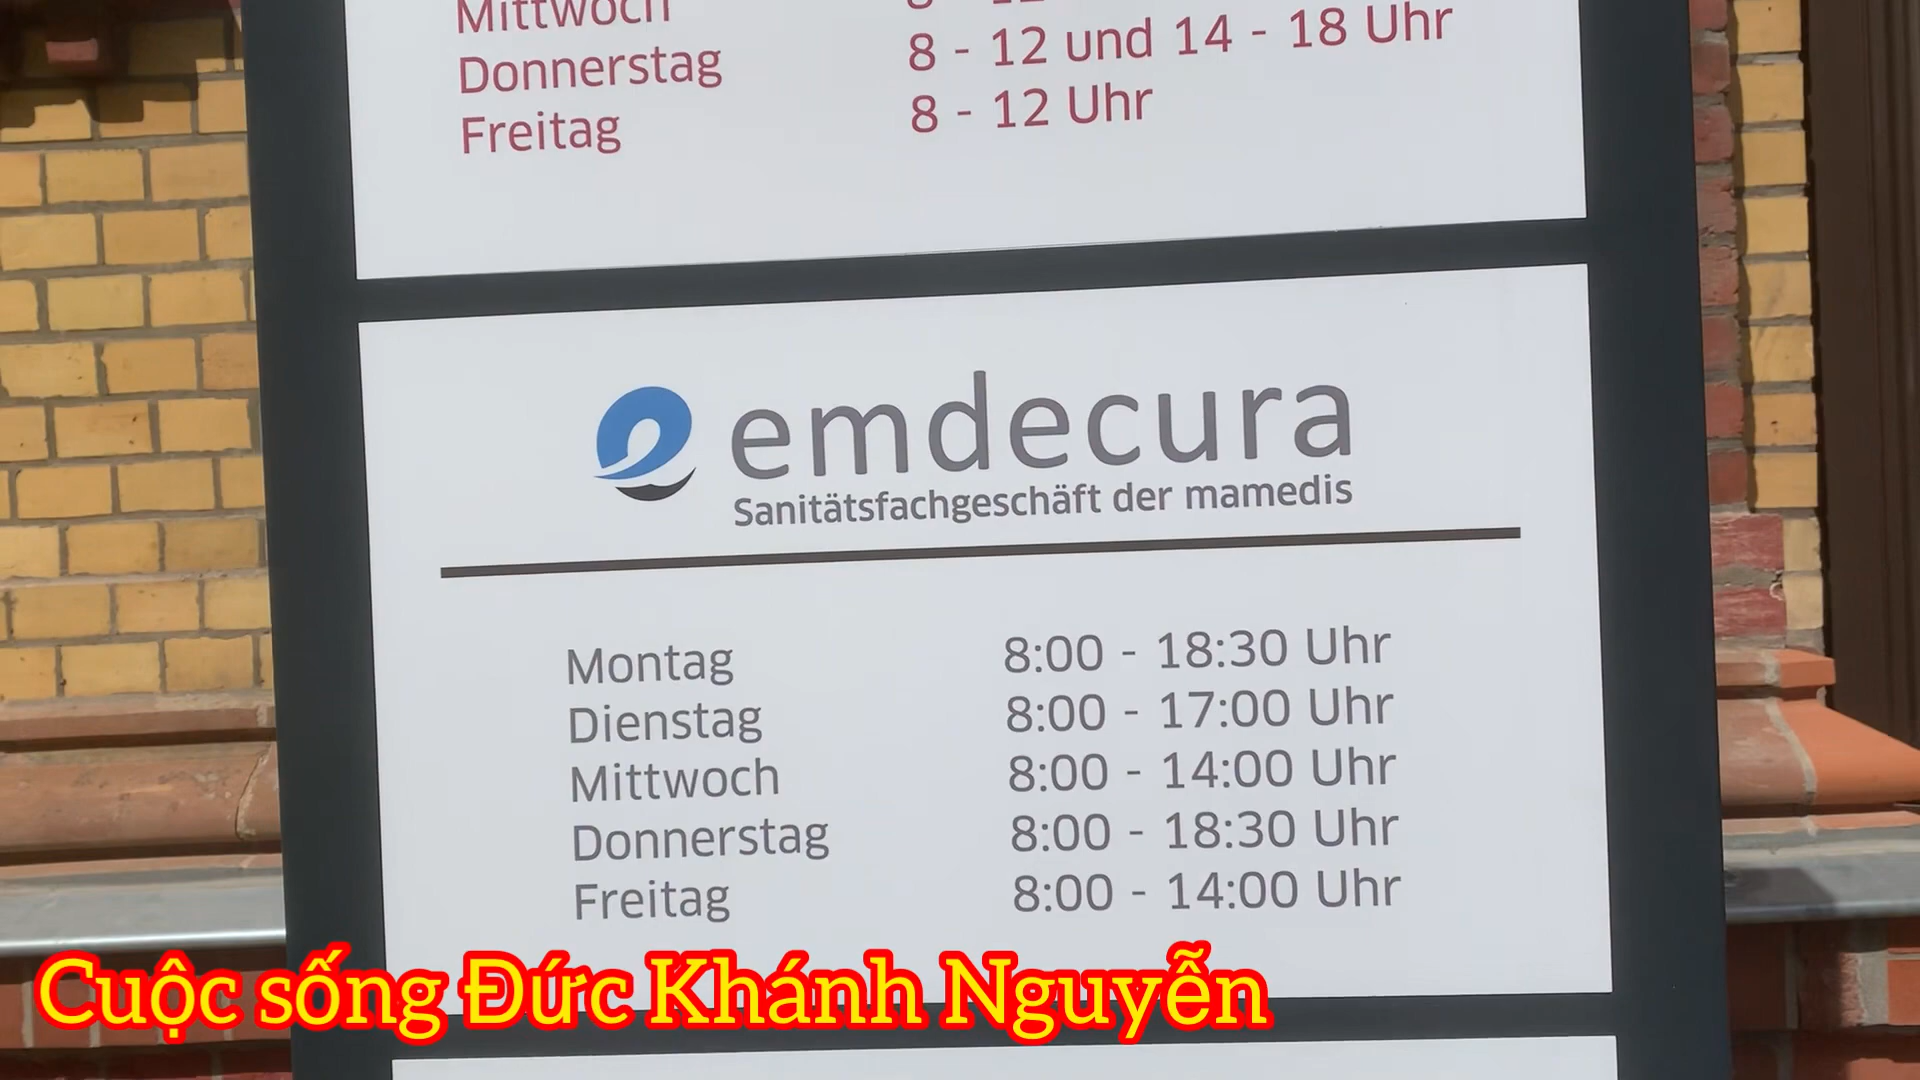 Mittwoch
Donnerstag 8 - 12 und 14 - 18 Uhr
Freitag 8 - 12 Uhr
emdecura
Sanitätsfachgeschäft der mamedis
Montag 8:00 - 18:30 Uhr
Dienstag 8:00 - 17:00 Uhr
Mittwoch 8:00 - 14:00 Uhr
Donnerstag 8:00 - 18:30 Uhr
Freitag 8:00 - 14:00 Uhr
Cuộc sống Đức Khánh Nguyễn